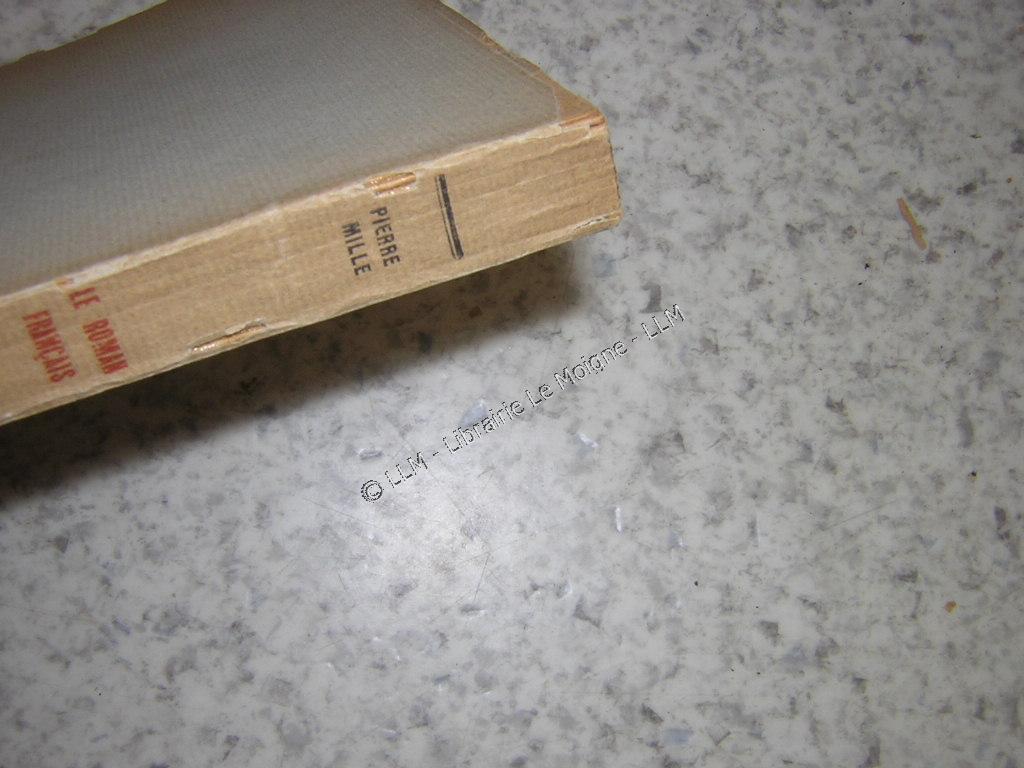 PIERRE
MILLE
LE ROMAN
FRANÇAIS
© LLM - Librairie Le Moigne - LLM